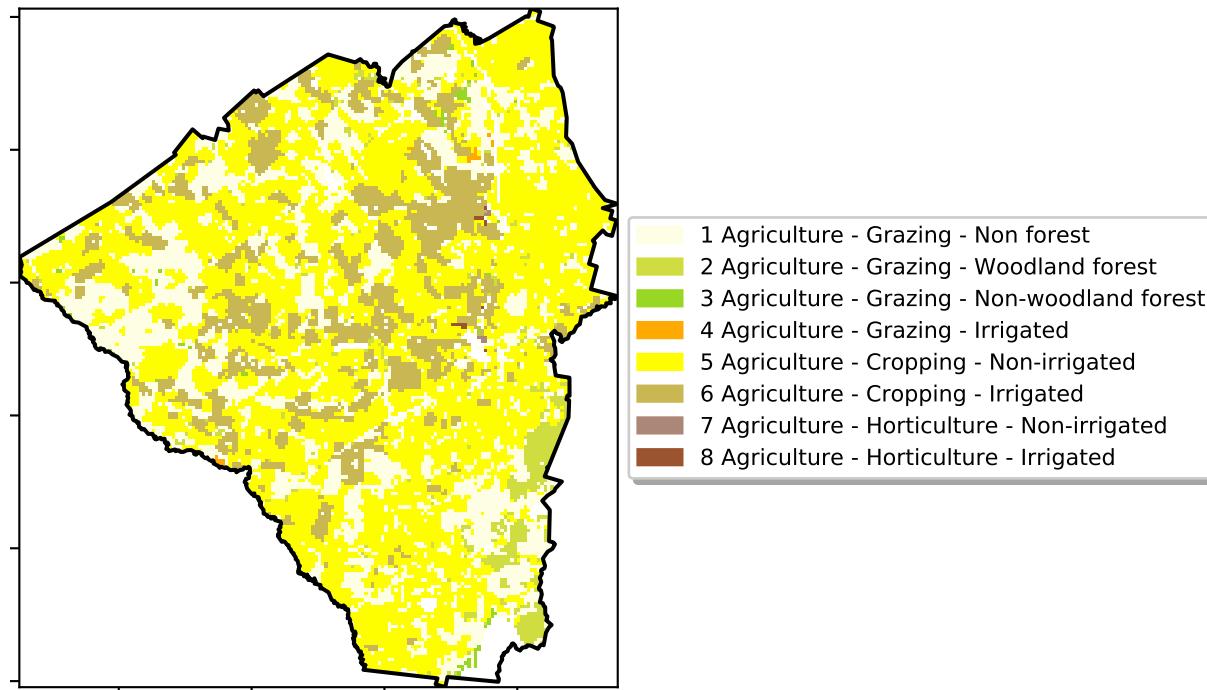 1 Agriculture - Grazing - Non forest
2 Agriculture - Grazing - Woodland forest
3 Agriculture - Grazing - Non-woodland forest
4 Agriculture - Grazing - Irrigated
5 Agriculture - Cropping - Non-irrigated
6 Agriculture - Cropping - Irrigated
7 Agriculture - Horticulture - Non-irrigated
8 Agriculture - Horticulture - Irrigated